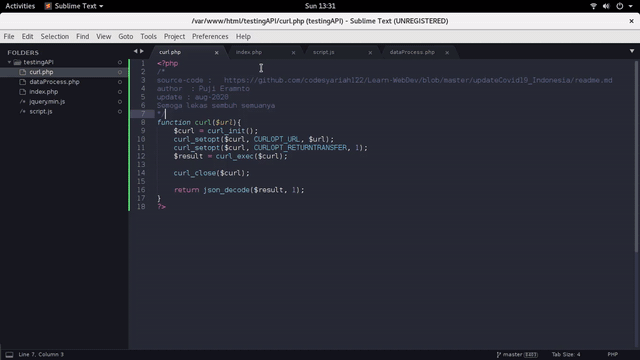 Activities
Sublime Text
Sun 13:31
/var/www/html/testingAPI/curl.php (testingAPI) - Sublime Text (UNREGISTERED)
File Edit Selection Find View Goto Tools Project Preferences Help
FOLDERS
testingAPI
curl.php
dataProcess.php
index.php
jquery.min.js
script.js
curl.php index.php script.js dataProcess.php
1 <?php
2 /*
3 source-code : https://github.com/codesyariah122/Learn-WebDev/blob/master/updateCovid19_Indonesia/readme.md
4 author : Puji Ermnto
5 update : aug-2020
6 Semoga lekas sembuh semuanya
7 */
8 function curl($url){
9 $curl = curl_init();
10 curl_setopt($curl, CURLOPT_URL, $url);
11 curl_setopt($curl, CURLOPT_RETURNTRANSFER, 1);
12 $result = curl_exec($curl);
13
14 curl_close($curl);
15
16 return json_decode($result, 1);
17 }
18 ?>
Line 7, Column 3
master
Tab Size: 4
PHP